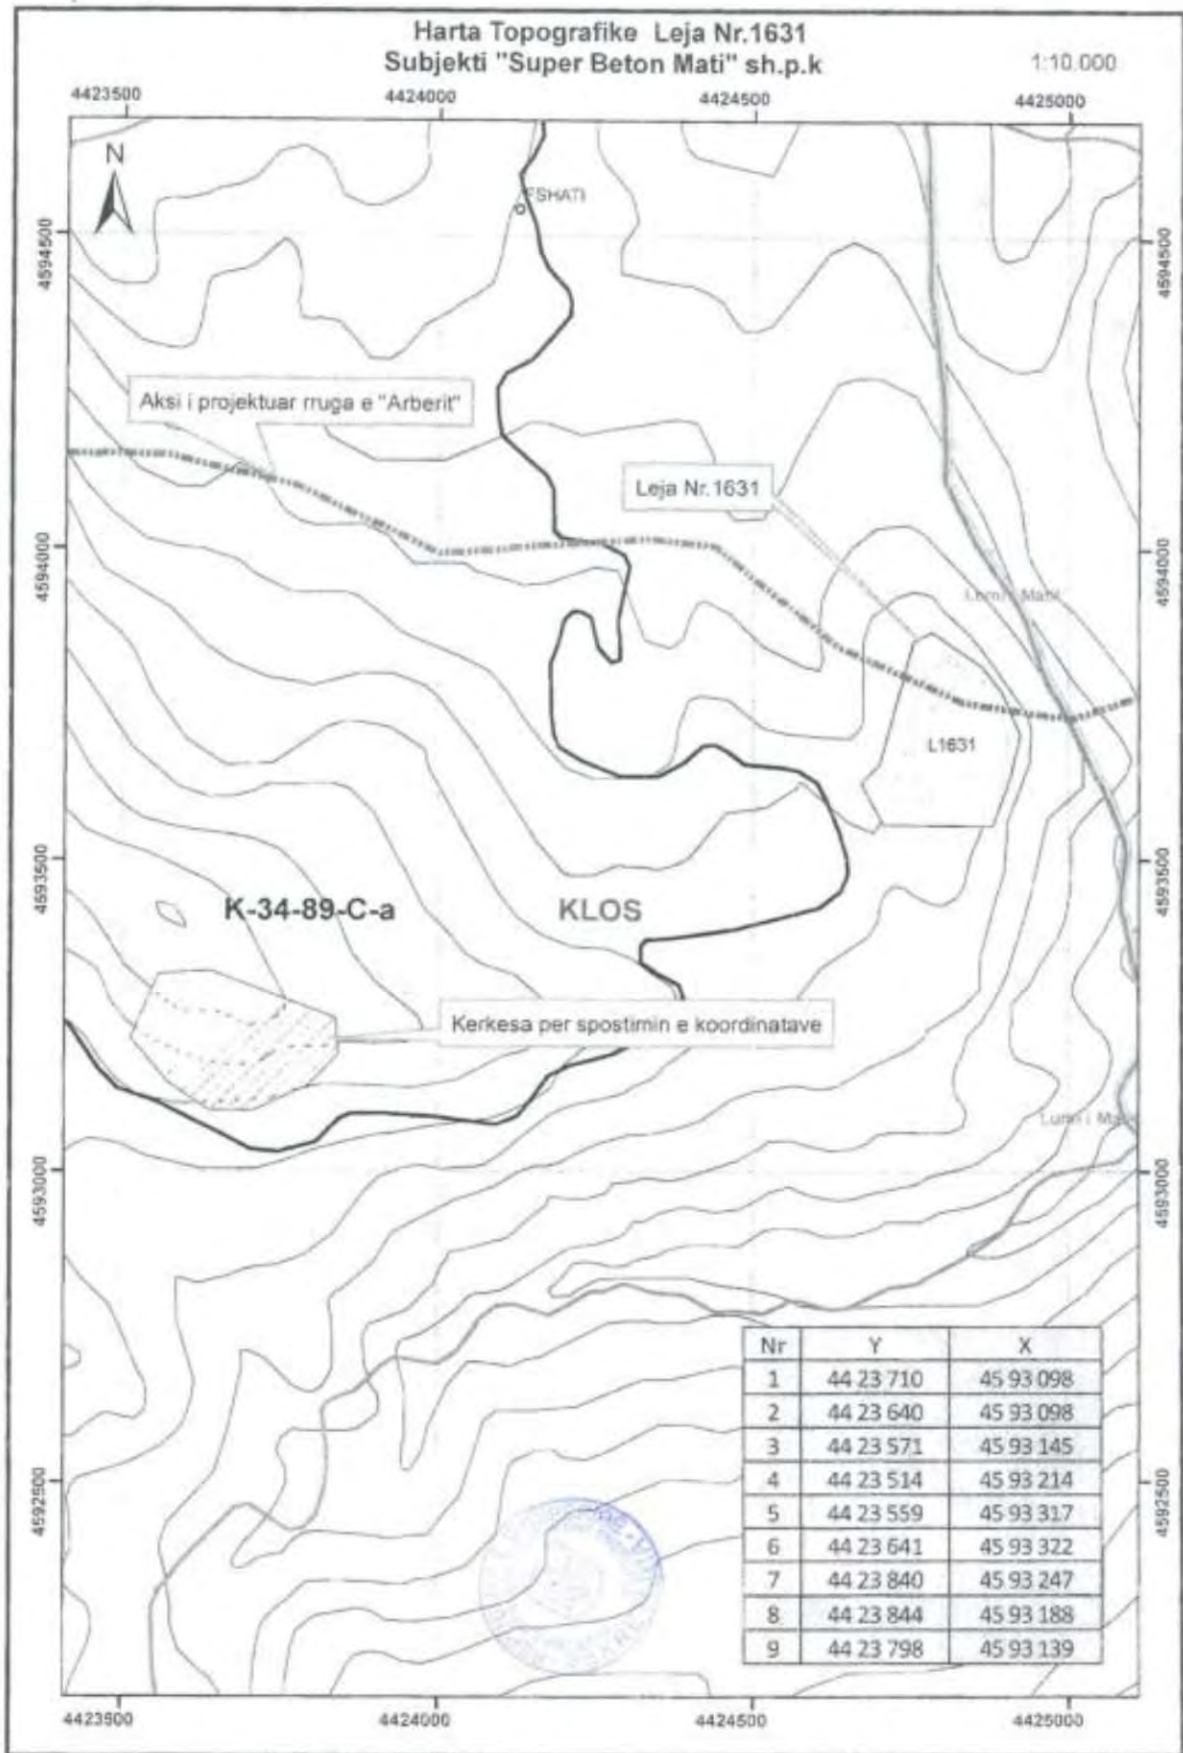 Harta Topografike Leja Nr.1631
Subjekti "Super Beton Mati" sh.p.k
1:10.000
4423500 4424000 4424500 4425000
N
FSHATI
4594500 4594500
Aksi i projektuar rruga e "Arberit"
Leja Nr.1631
4594000 4594000
Lumi i Matit
L1631
4593500 4593500
K-34-89-C-a KLOS
Kerkesa per spostimin e koordinatave
Lumi i
4593000 4593000
Nr Y X
1 44 23 710 45 93 098
2 44 23 640 45 93 098
3 44 23 571 45 93 145
4 44 23 514 45 93 214
5 44 23 559 45 93 317
6 44 23 641 45 93 322
7 44 23 840 45 93 247
8 44 23 844 45 93 188
9 44 23 798 45 93 139
4592500 4592500
4423500 4424000 4424500 4425000